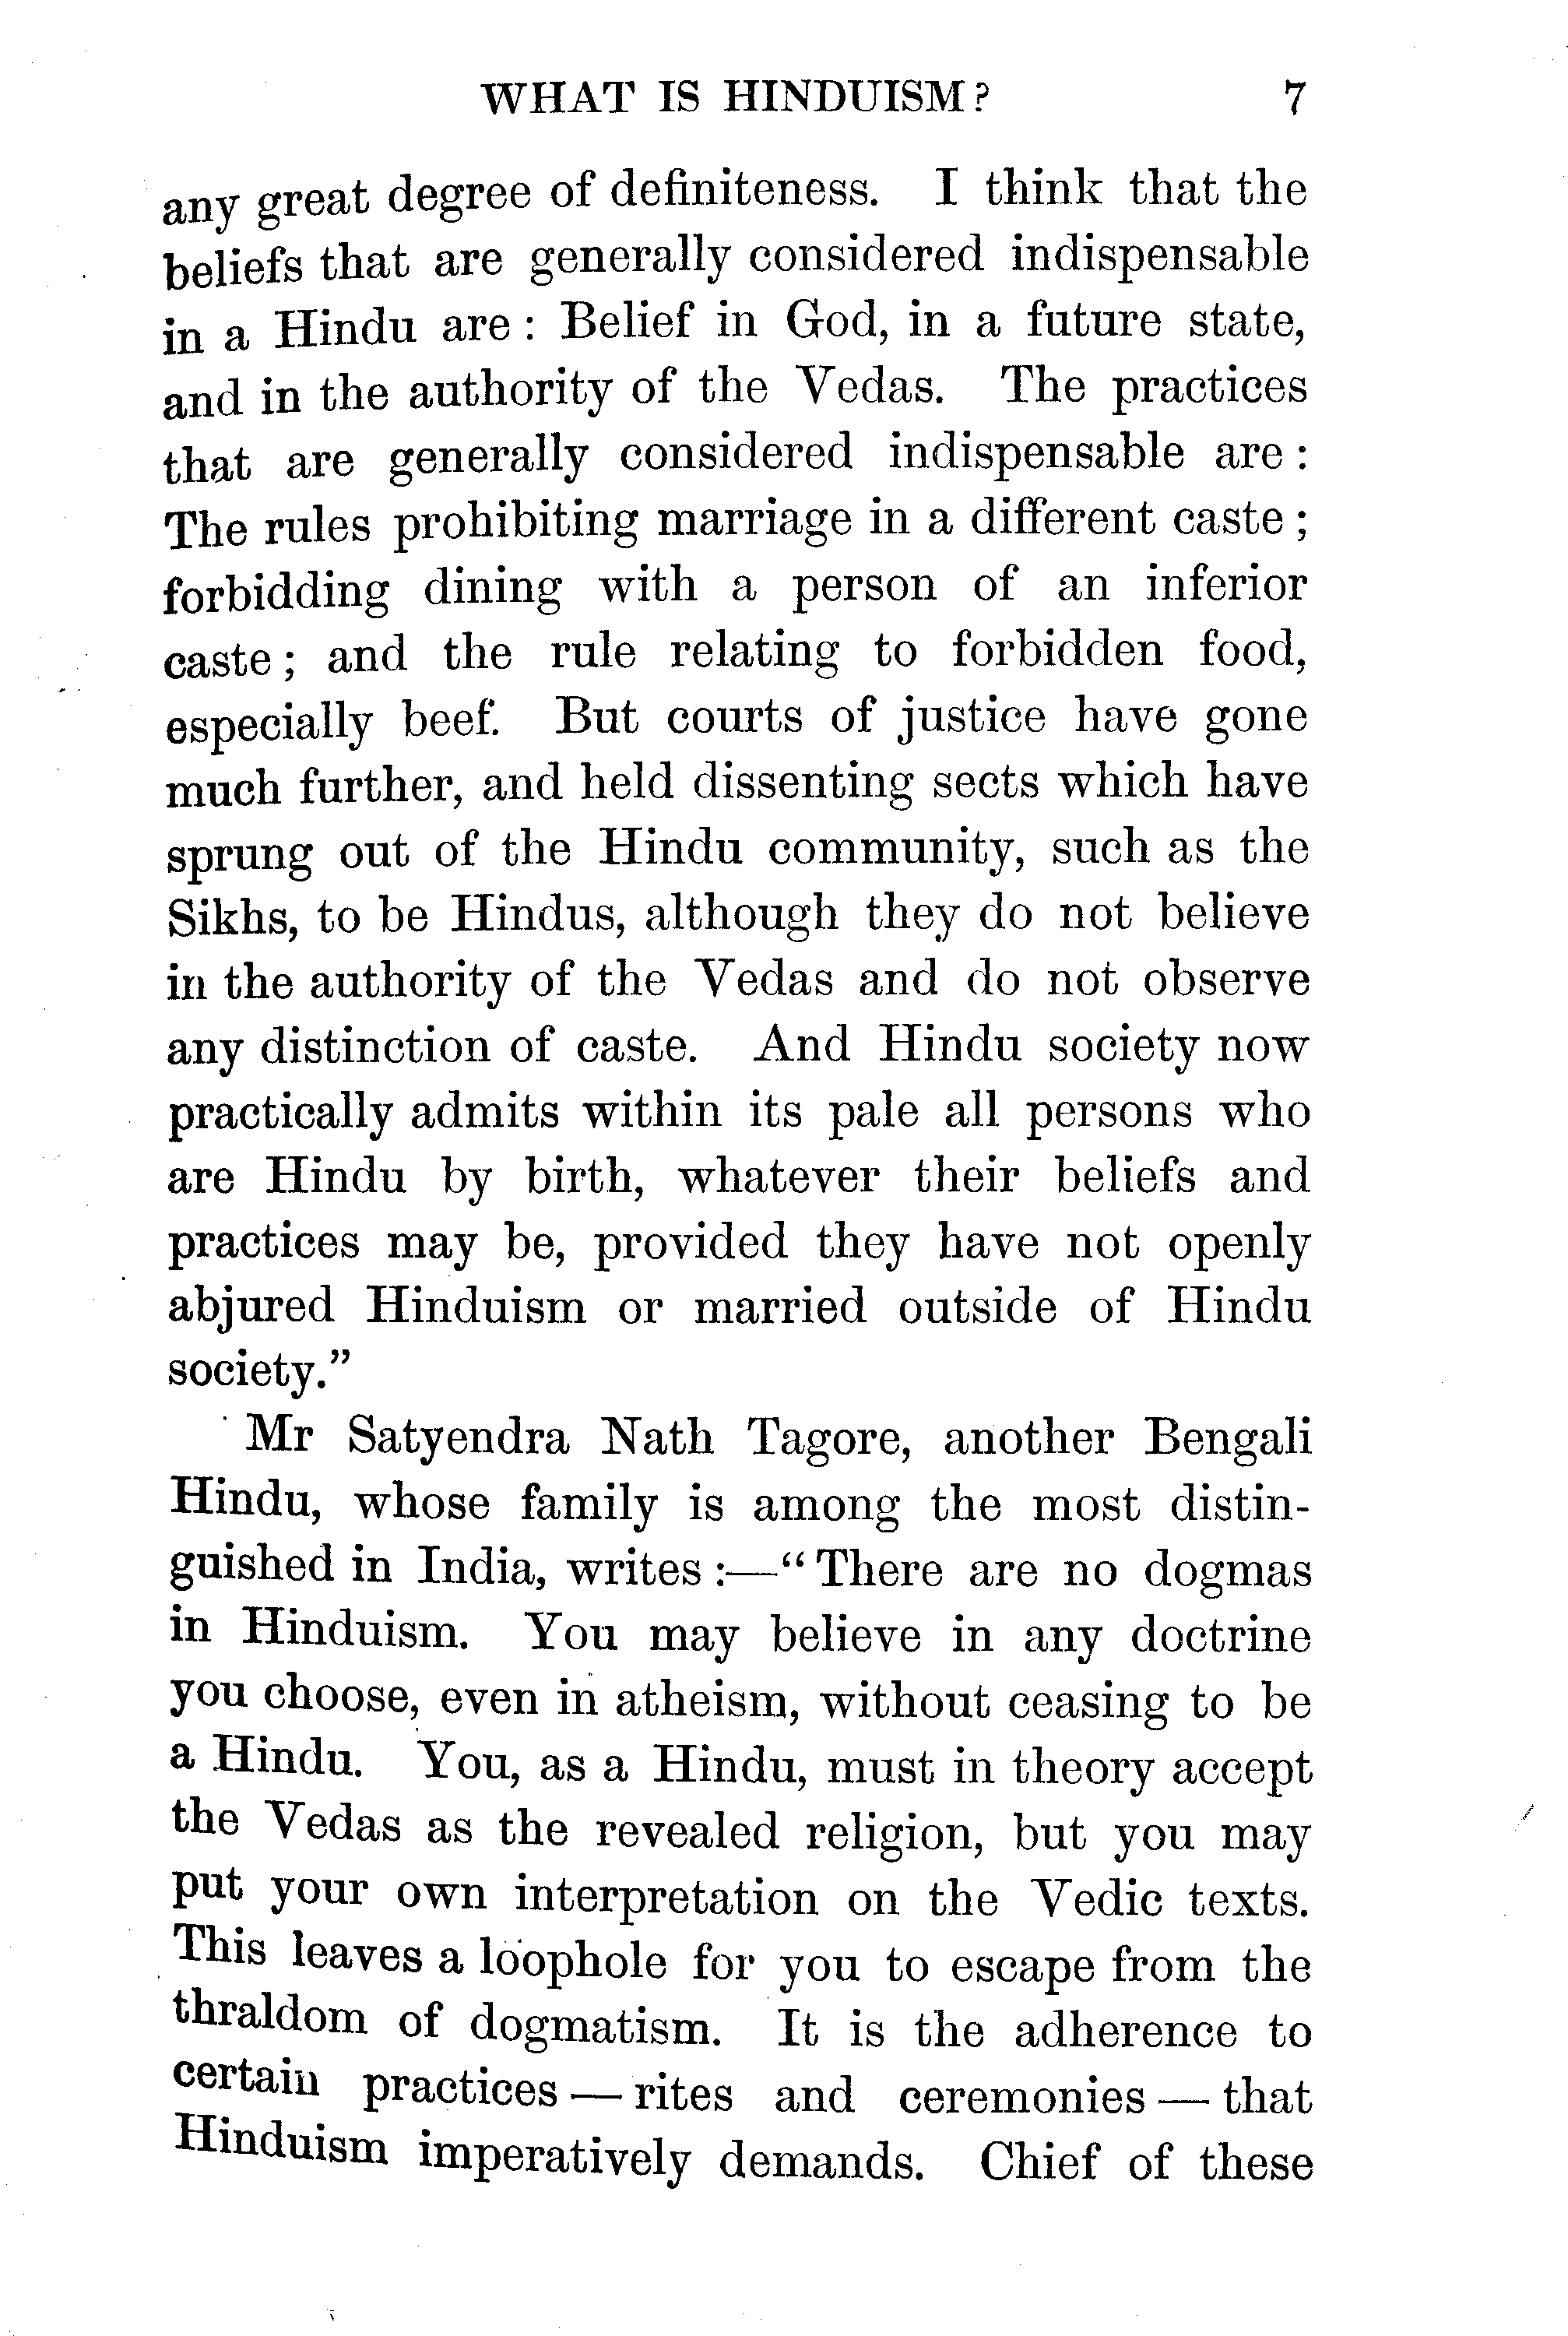 WHAT IS HINDUISM? 7
any great degree of definiteness. I think that the
beliefs that are generally considered indispensable
in a Hindu are : Belief in God, in a future state,
and in the authority of the Vedas. The practices
that are generally considered indispensable are :
The rules prohibiting marriage in a different caste ;
forbidding dining with a person of an inferior
caste ; and the rule relating to forbidden food,
especially beef. But courts of justice have gone
much further, and held dissenting sects which have
sprung out of the Hindu community, such as the
Sikhs, to be Hindus, although they do not believe
in the authority of the Vedas and do not observe
any distinction of caste. And Hindu society now
practically admits within its pale all persons who
are Hindu by birth, whatever their beliefs and
practices may be, provided they have not openly
abjured Hinduism or married outside of Hindu
society.”
Mr Satyendra Nath Tagore, another Bengali
Hindu, whose family is among the most distin-
guished in India, writes :—“ There are no dogmas
in Hinduism. You may believe in any doctrine
you choose, even in atheism, without ceasing to be
a Hindu. You, as a Hindu, must in theory accept
the Vedas as the revealed religion, but you may
put your own interpretation on the Vedic texts.
This leaves a loophole for you to escape from the
thraldom of dogmatism. It is the adherence to
certain practices — rites and ceremonies — that
Hinduism imperatively demands. Chief of these